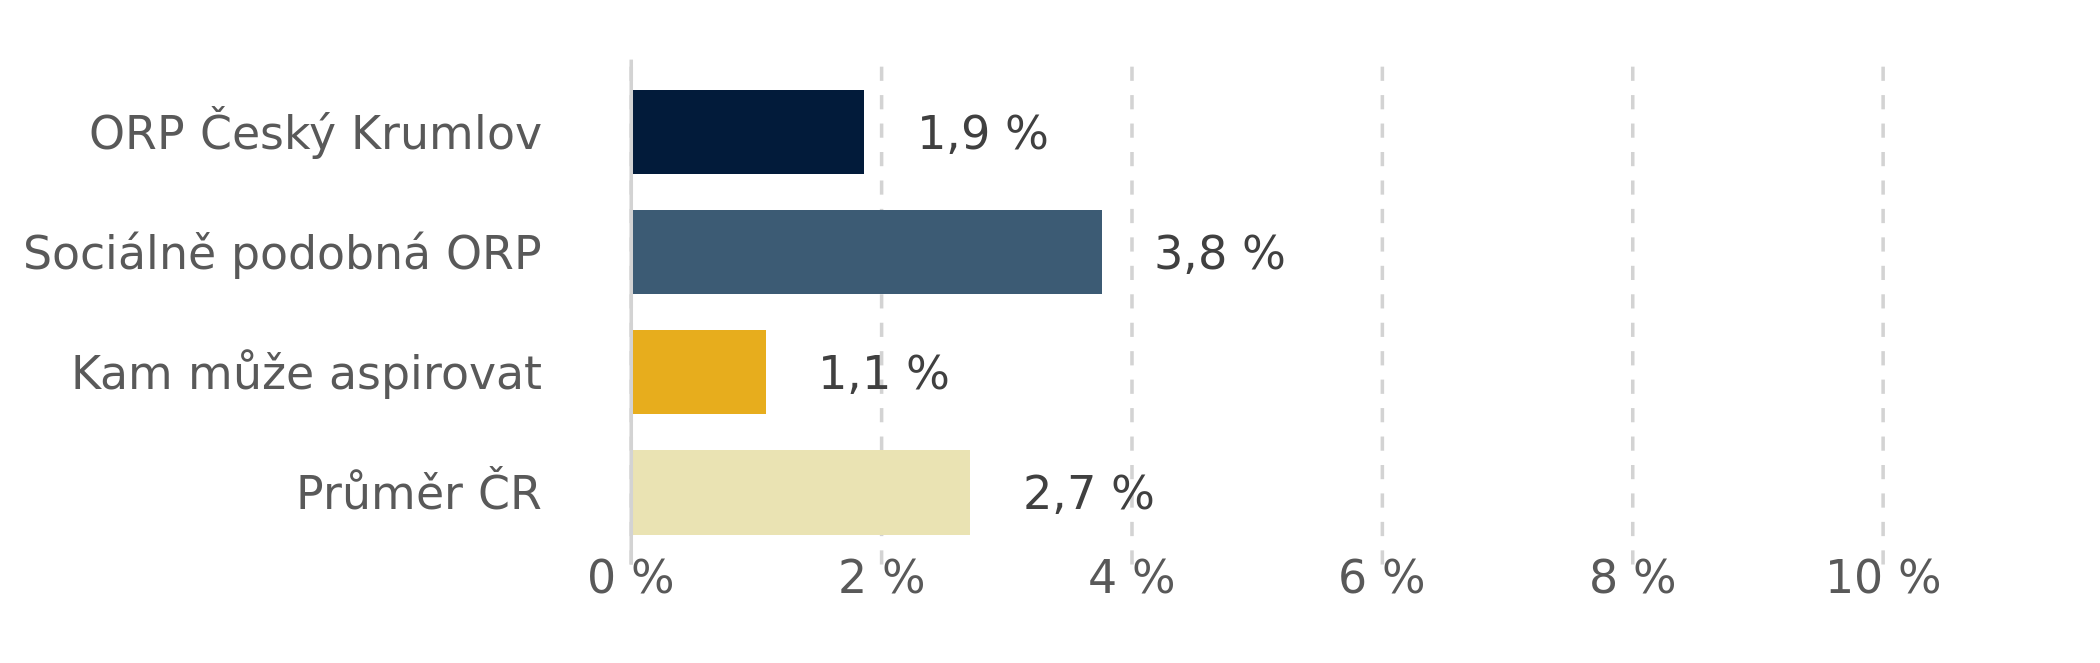 ORP Český Krumlov 1,9 %
Sociálně podobná ORP 3,8 %
Kam může aspirovat 1,1 %
Průměr ČR 2,7 %
0 % 2 % 4 % 6 % 8 % 10 %